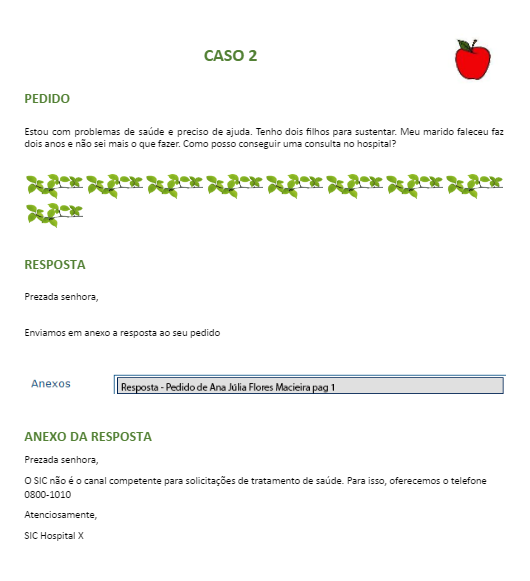 CASO 2
PEDIDO
Estou com problemas de saúde e preciso de ajuda. Tenho dois filhos para sustentar. Meu marido faleceu faz
dois anos e não sei mais o que fazer. Como posso conseguir uma consulta no hospital?
RESPOSTA
Prezada senhora,
Enviamos em anexo a resposta ao seu pedido
Anexos
Resposta - Pedido de Ana Júlia Flores Macieira pag 1
ANEXO DA RESPOSTA
Prezada senhora,
O SIC não é o canal competente para solicitações de tratamento de saúde. Para isso, oferecemos o telefone
0800-1010
Atenciosamente,
SIC Hospital X